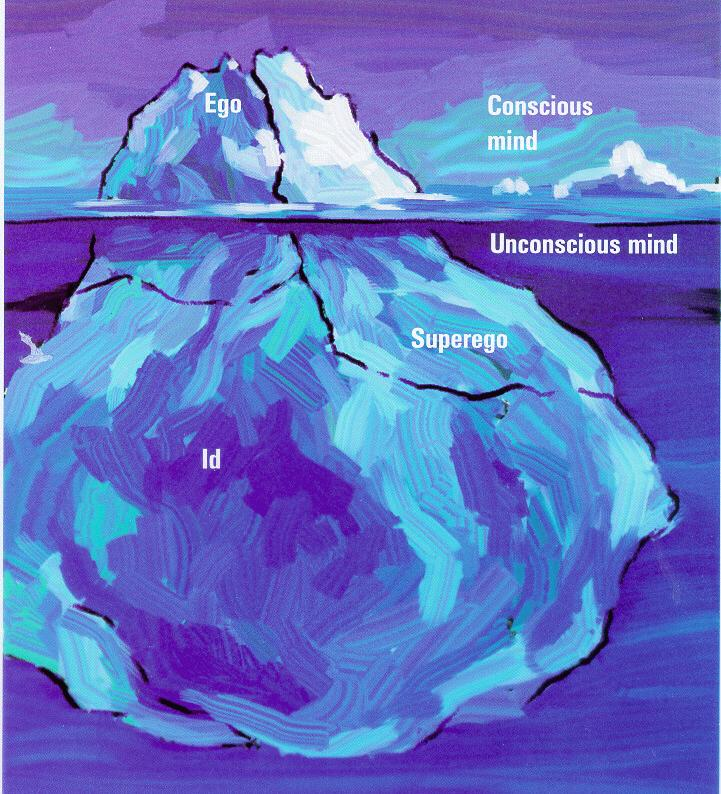 Ego
Conscious
mind
Unconscious mind
Superego
Id